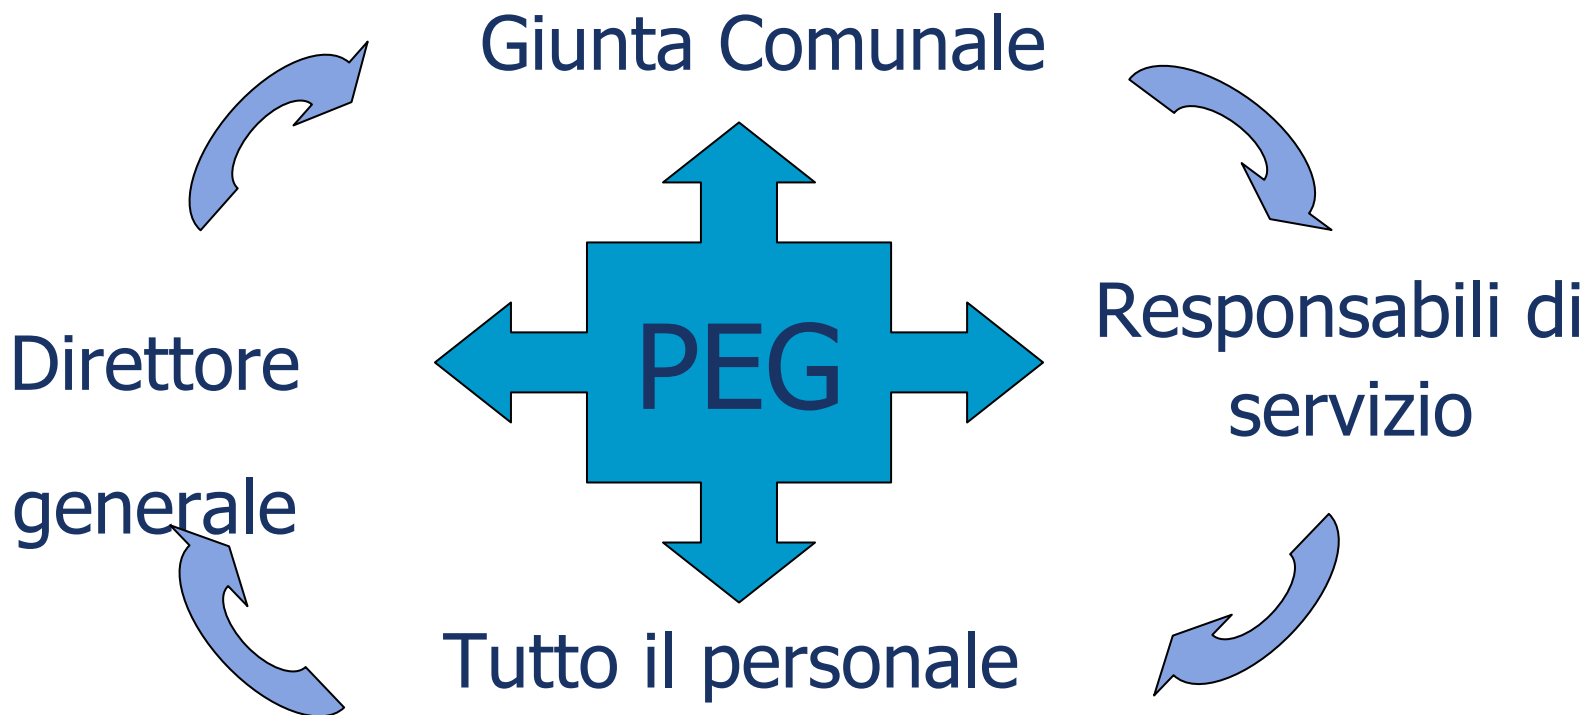 Giunta Comunale
Responsabili di
servizio
PEG
Direttore
generale
Tutto il personale